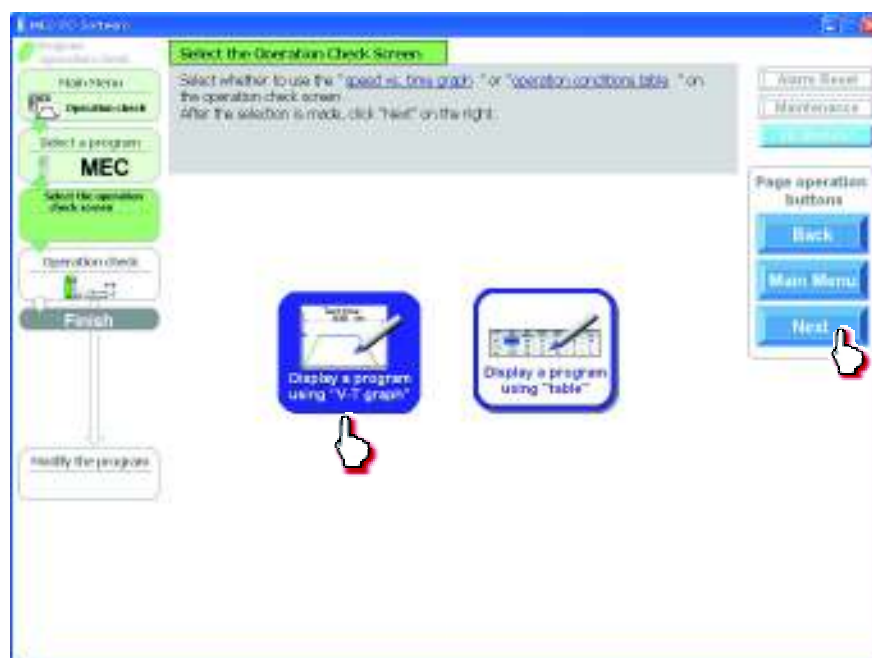 MEC PC Software
Program
operation check
Main Menu
Operation check
Select a program
MEC
Select the operation
check screen
Operation check
Finish
Modify the program
Select the Operation Check Screen
Select whether to use the "speed vs. time graph " or "operation conditions table " on
the operation check screen
After the selection is made, click "Next" on the right.
Display a program
using "V-T graph"
Display a program
using "table"
Alarm Reset
Maintenance
Page operation
buttons
Back
Main Menu
Next